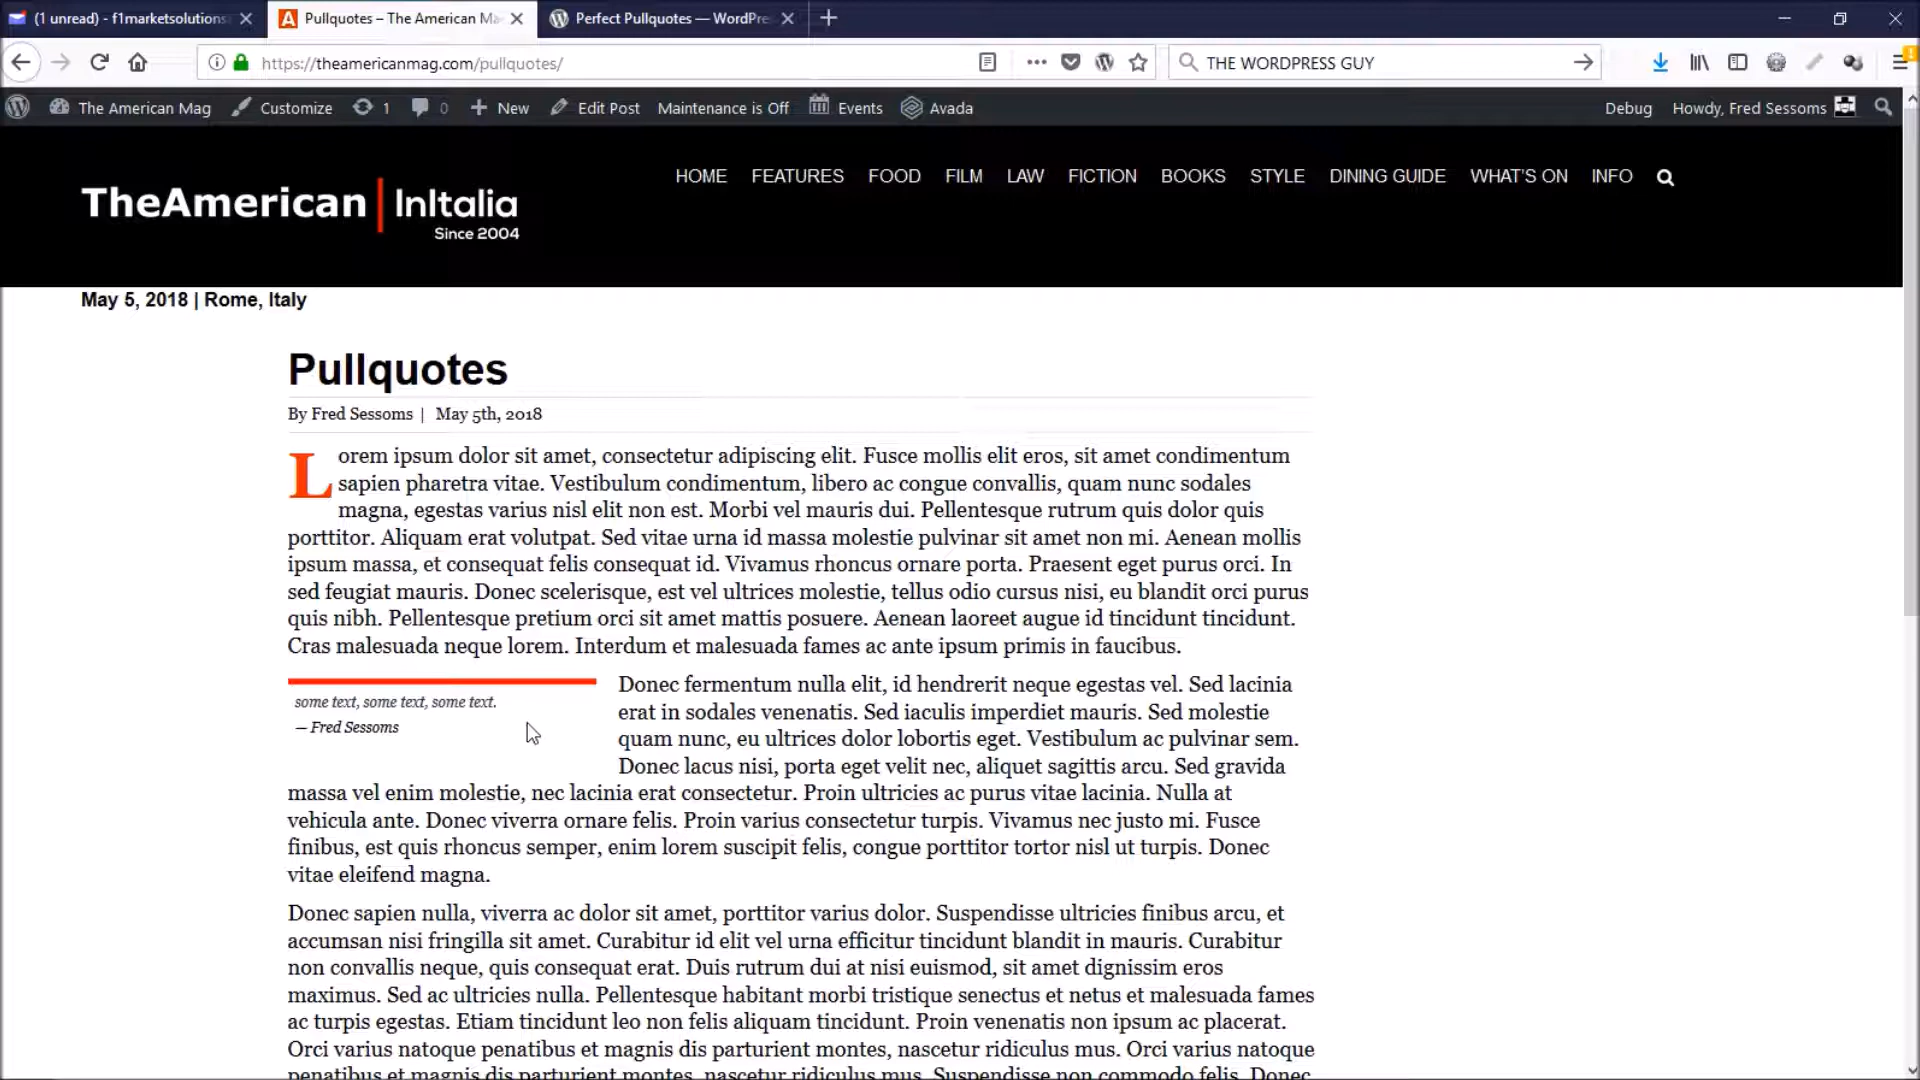 (1 unread) - f1marketsolutions
Pullquotes – The American Ma
Perfect Pullquotes — WordPre
https://theamericanmag.com/pullquotes/
THE WORDPRESS GUY
The American Mag
Customize
1
0
New
Edit Post
Maintenance is Off
Events
Avada
Debug
Howdy, Fred Sessoms
TheAmerican InItalia
Since 2004
HOME
FEATURES
FOOD
FILM
LAW
FICTION
BOOKS
STYLE
DINING GUIDE
WHAT'S ON
INFO
May 5, 2018 | Rome, Italy
Pullquotes
By Fred Sessoms | May 5th, 2018
Lorem ipsum dolor sit amet, consectetur adipiscing elit. Fusce mollis elit eros, sit amet condimentum
sapien pharetra vitae. Vestibulum condimentum, libero ac congue convallis, quam nunc sodales
magna, egestas varius nisl elit non est. Morbi vel mauris dui. Pellentesque rutrum quis dolor quis
porttitor. Aliquam erat volutpat. Sed vitae urna id massa molestie pulvinar sit amet non mi. Aenean mollis
ipsum massa, et consequat felis consequat id. Vivamus rhoncus ornare porta. Praesent eget purus orci. In
sed feugiat mauris. Donec scelerisque, est vel ultrices molestie, tellus odio cursus nisi, eu blandit orci purus
quis nibh. Pellentesque pretium orci sit amet mattis posuere. Aenean laoreet augue id tincidunt tincidunt.
Cras malesuada neque lorem. Interdum et malesuada fames ac ante ipsum primis in faucibus.
some text, some text, some text.
— Fred Sessoms
Donec fermentum nulla elit, id hendrerit neque egestas vel. Sed lacinia
erat in sodales venenatis. Sed iaculis imperdiet mauris. Sed molestie
quam nunc, eu ultrices dolor lobortis eget. Vestibulum ac pulvinar sem.
Donec lacus nisi, porta eget velit nec, aliquet sagittis arcu. Sed gravida
massa vel enim molestie, nec lacinia erat consectetur. Proin ultricies ac purus vitae lacinia. Nulla at
vehicula ante. Donec viverra ornare felis. Proin varius consectetur turpis. Vivamus nec justo mi. Fusce
finibus, est quis rhoncus semper, enim lorem suscipit felis, congue porttitor tortor nisl ut turpis. Donec
vitae eleifend magna.
Donec sapien nulla, viverra ac dolor sit amet, porttitor varius dolor. Suspendisse ultricies finibus arcu, et
accumsan nisi fringilla sit amet. Curabitur id elit vel urna efficitur tincidunt blandit in mauris. Curabitur
non convallis neque, quis consequat erat. Duis rutrum dui at nisi euismod, sit amet dignissim eros
maximus. Sed ac ultricies nulla. Pellentesque habitant morbi tristique senectus et netus et malesuada fames
ac turpis egestas. Etiam tincidunt leo non felis aliquam tincidunt. Proin venenatis non ipsum ac placerat.
Orci varius natoque penatibus et magnis dis parturient montes, nascetur ridiculus mus. Orci varius natoque
penatibus et magnis dis parturient montes, nascetur ridiculus mus. Suspendisse non commodo felis. Donec